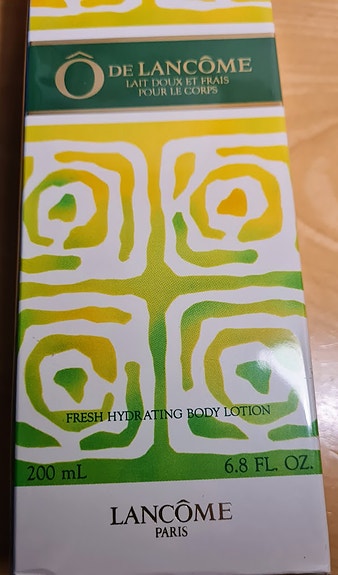 Ô DE LANCÔME
LAIT DOUX ET FRAIS
POUR LE CORPS
FRESH HYDRATING BODY LOTION
200 mL 6.8 FL. OZ.
LANCÔME
PARIS